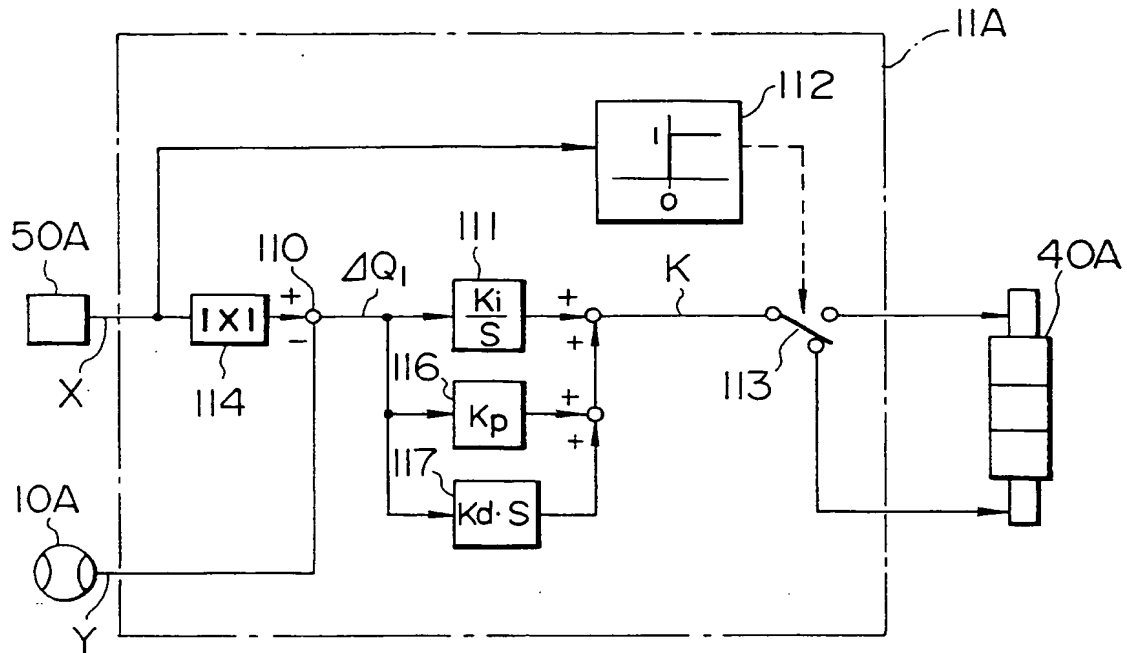 11A
112
1
0
50A
110
ΔQ1
111
Ki
S
K
40A
+
|X|
+
+
−
X
114
116
Kp
+
+
113
117
Kd·S
10A
Y